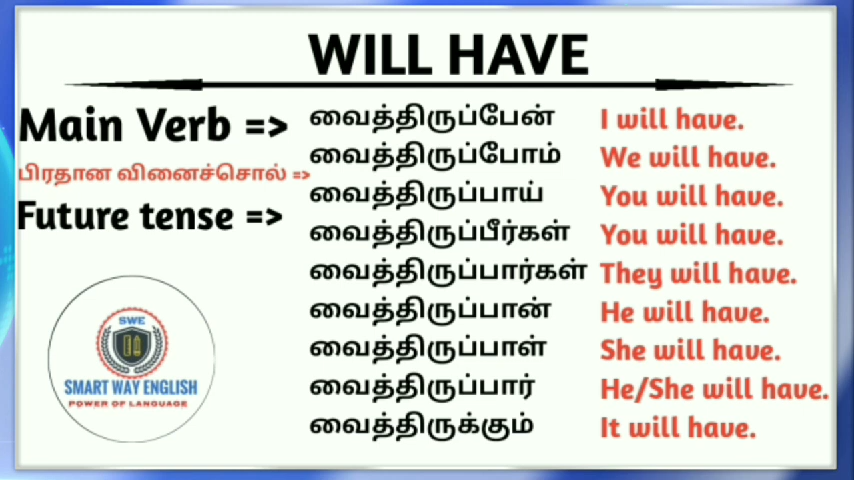 WILL HAVE
Main Verb =>
பிரதான வினைச்சொல் =>
Future tense =>
வைத்திருப்பேன் I will have.
வைத்திருப்போம் We will have.
வைத்திருப்பாய் You will have.
வைத்திருப்பீர்கள் You will have.
வைத்திருப்பார்கள் They will have.
வைத்திருப்பான் He will have.
வைத்திருப்பாள் She will have.
வைத்திருப்பார் He/She will have.
வைத்திருக்கும் It will have.
SWE
SMART WAY ENGLISH
POWER OF LANGUAGE